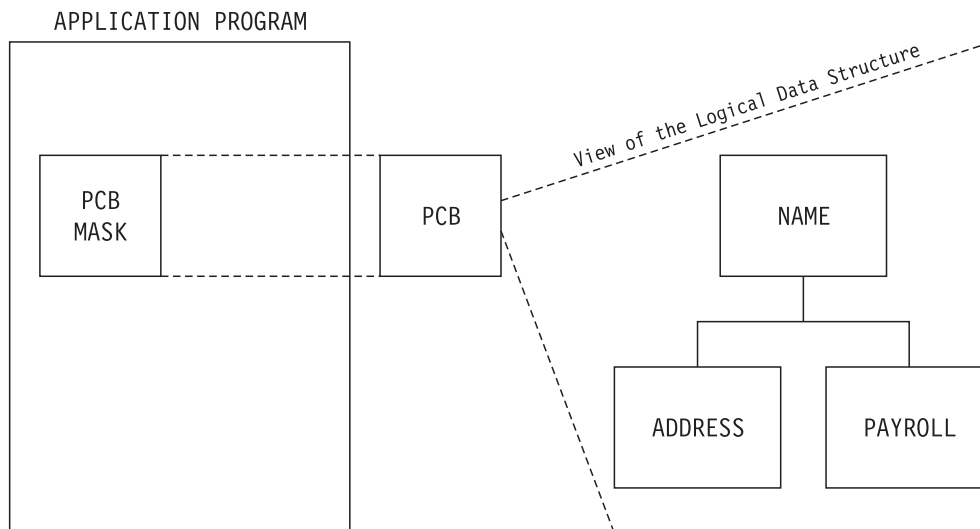 APPLICATION PROGRAM
View of the Logical Data Structure
PCB
MASK
PCB
NAME
ADDRESS
PAYROLL